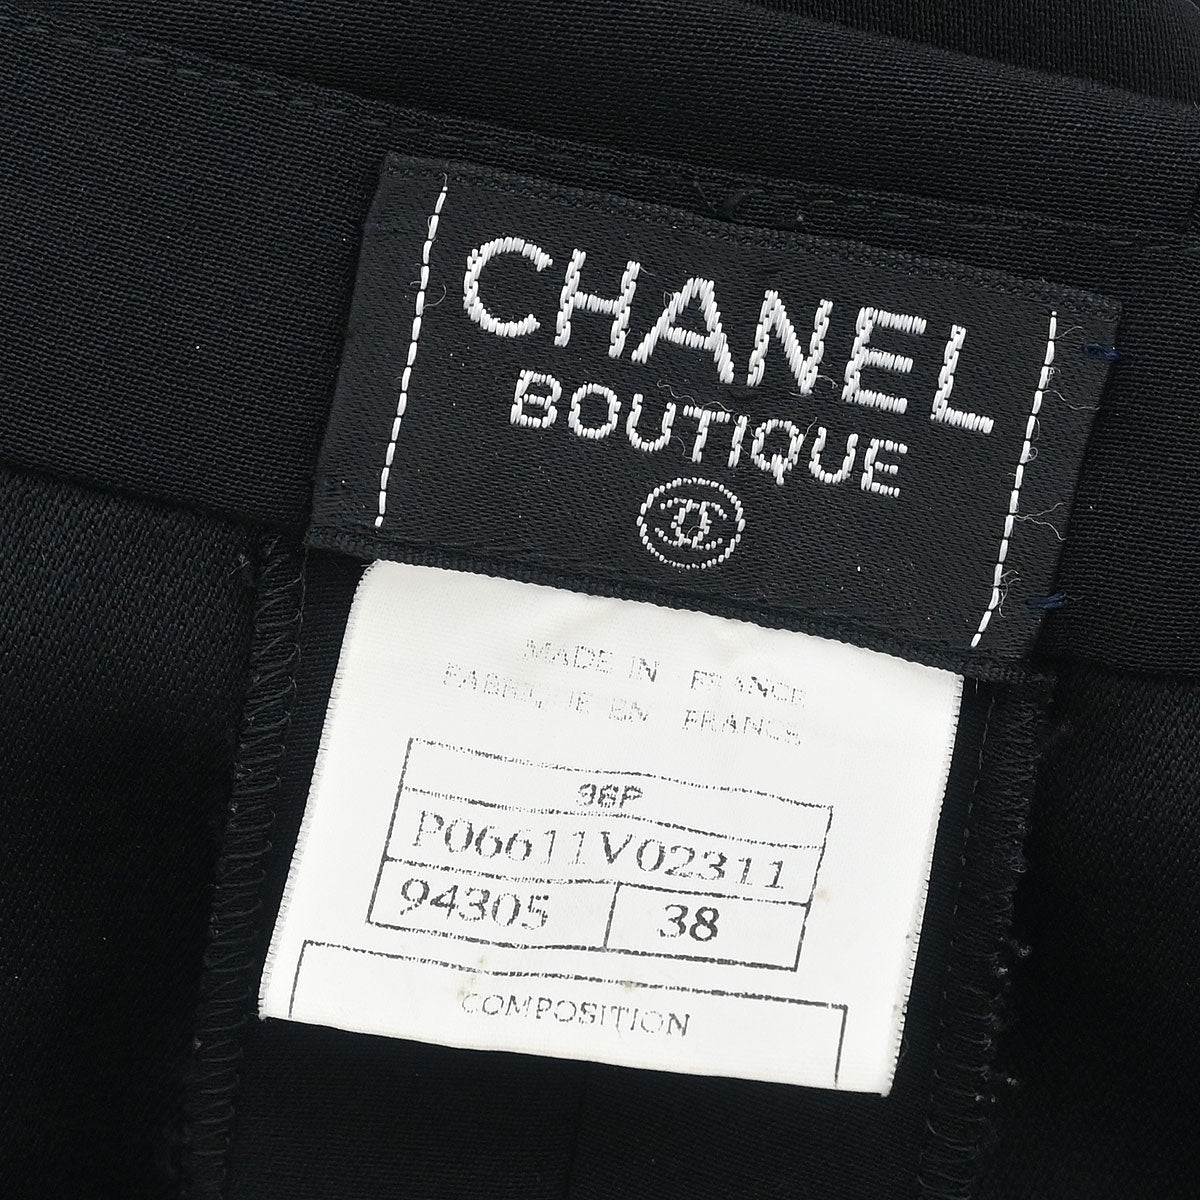 CHANEL
BOUTIQUE
MADE IN FRANCE
FABRIQUE EN FRANCE
96P
P06611V02311
94305 38
COMPOSITION